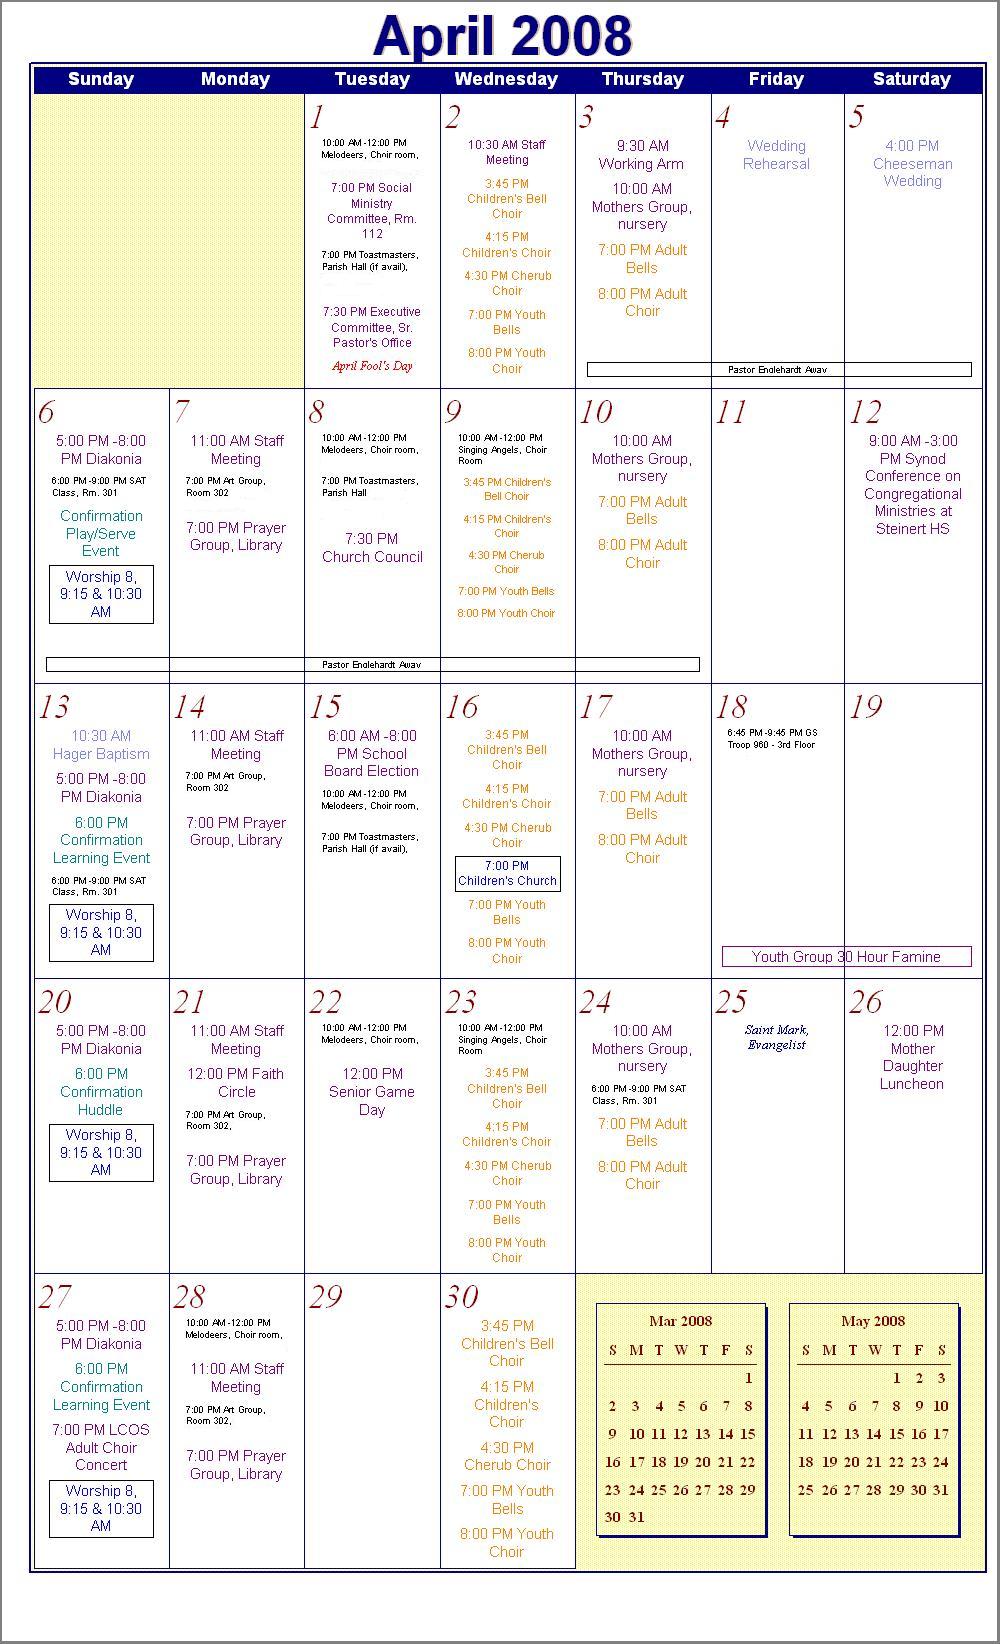 April 2008
Sunday Monday Tuesday Wednesday Thursday Friday Saturday
1
10:00 AM -12:00 PM
Melodeers, Choir room,
7:00 PM Social
Ministry
Committee, Rm.
112
7:00 PM Toastmasters,
Parish Hall (if avail),
7:30 PM Executive
Committee, Sr.
Pastor's Office
April Fool's Day
2
10:30 AM Staff
Meeting
3:45 PM
Children's Bell
Choir
4:15 PM
Children's Choir
4:30 PM Cherub
Choir
7:00 PM Youth
Bells
8:00 PM Youth
Choir
3
9:30 AM
Working Arm
10:00 AM
Mothers Group,
nursery
7:00 PM Adult
Bells
8:00 PM Adult
Choir
4
Wedding
Rehearsal
5
4:00 PM
Cheeseman
Wedding
Pastor Englehardt Away
6
5:00 PM -8:00
PM Diakonia
6:00 PM -9:00 PM SAT
Class, Rm. 301
Confirmation
Play/Serve
Event
Worship 8,
9:15 & 10:30
AM
7
11:00 AM Staff
Meeting
7:00 PM Art Group,
Room 302
7:00 PM Prayer
Group, Library
8
10:00 AM -12:00 PM
Melodeers, Choir room,
7:00 PM Toastmasters,
Parish Hall
7:30 PM
Church Council
9
10:00 AM -12:00 PM
Singing Angels, Choir
Room
3:45 PM Children's
Bell Choir
4:15 PM Children's
Choir
4:30 PM Cherub
Choir
7:00 PM Youth Bells
8:00 PM Youth Choir
10
10:00 AM
Mothers Group,
nursery
7:00 PM Adult
Bells
8:00 PM Adult
Choir
11
12
9:00 AM -3:00
PM Synod
Conference on
Congregational
Ministries at
Steinert HS
Pastor Englehardt Away
13
10:30 AM
Hager Baptism
5:00 PM -8:00
PM Diakonia
6:00 PM
Confirmation
Learning Event
6:00 PM -9:00 PM SAT
Class, Rm. 301
Worship 8,
9:15 & 10:30
AM
14
11:00 AM Staff
Meeting
7:00 PM Art Group,
Room 302
7:00 PM Prayer
Group, Library
15
6:00 AM -8:00
PM School
Board Election
10:00 AM -12:00 PM
Melodeers, Choir room,
7:00 PM Toastmasters,
Parish Hall (if avail),
16
3:45 PM
Children's Bell
Choir
4:15 PM
Children's Choir
4:30 PM Cherub
Choir
7:00 PM
Children's Church
7:00 PM Youth
Bells
8:00 PM Youth
Choir
17
10:00 AM
Mothers Group,
nursery
7:00 PM Adult
Bells
8:00 PM Adult
Choir
18
6:45 PM -9:45 PM GS
Troop 960 - 3rd Floor
19
Youth Group 30 Hour Famine
20
5:00 PM -8:00
PM Diakonia
6:00 PM
Confirmation
Huddle
Worship 8,
9:15 & 10:30
AM
21
11:00 AM Staff
Meeting
12:00 PM Faith
Circle
7:00 PM Art Group,
Room 302,
7:00 PM Prayer
Group, Library
22
10:00 AM -12:00 PM
Melodeers, Choir room,
12:00 PM
Senior Game
Day
23
10:00 AM -12:00 PM
Singing Angels, Choir
Room
3:45 PM
Children's Bell
Choir
4:15 PM
Children's Choir
4:30 PM Cherub
Choir
7:00 PM Youth
Bells
8:00 PM Youth
Choir
24
10:00 AM
Mothers Group,
nursery
6:00 PM -9:00 PM SAT
Class, Rm. 301
7:00 PM Adult
Bells
8:00 PM Adult
Choir
25
Saint Mark,
Evangelist
26
12:00 PM
Mother
Daughter
Luncheon
27
5:00 PM -8:00
PM Diakonia
6:00 PM
Confirmation
Learning Event
7:00 PM LCOS
Adult Choir
Concert
Worship 8,
9:15 & 10:30
AM
28
10:00 AM -12:00 PM
Melodeers, Choir room,
11:00 AM Staff
Meeting
7:00 PM Art Group,
Room 302,
7:00 PM Prayer
Group, Library
29
30
3:45 PM
Children's Bell
Choir
4:15 PM
Children's
Choir
4:30 PM
Cherub Choir
7:00 PM Youth
Bells
8:00 PM Youth
Choir
Mar 2008
S M T W T F S
1
2 3 4 5 6 7 8
9 10 11 12 13 14 15
16 17 18 19 20 21 22
23 24 25 26 27 28 29
30 31
May 2008
S M T W T F S
1 2 3
4 5 6 7 8 9 10
11 12 13 14 15 16 17
18 19 20 21 22 23 24
25 26 27 28 29 30 31